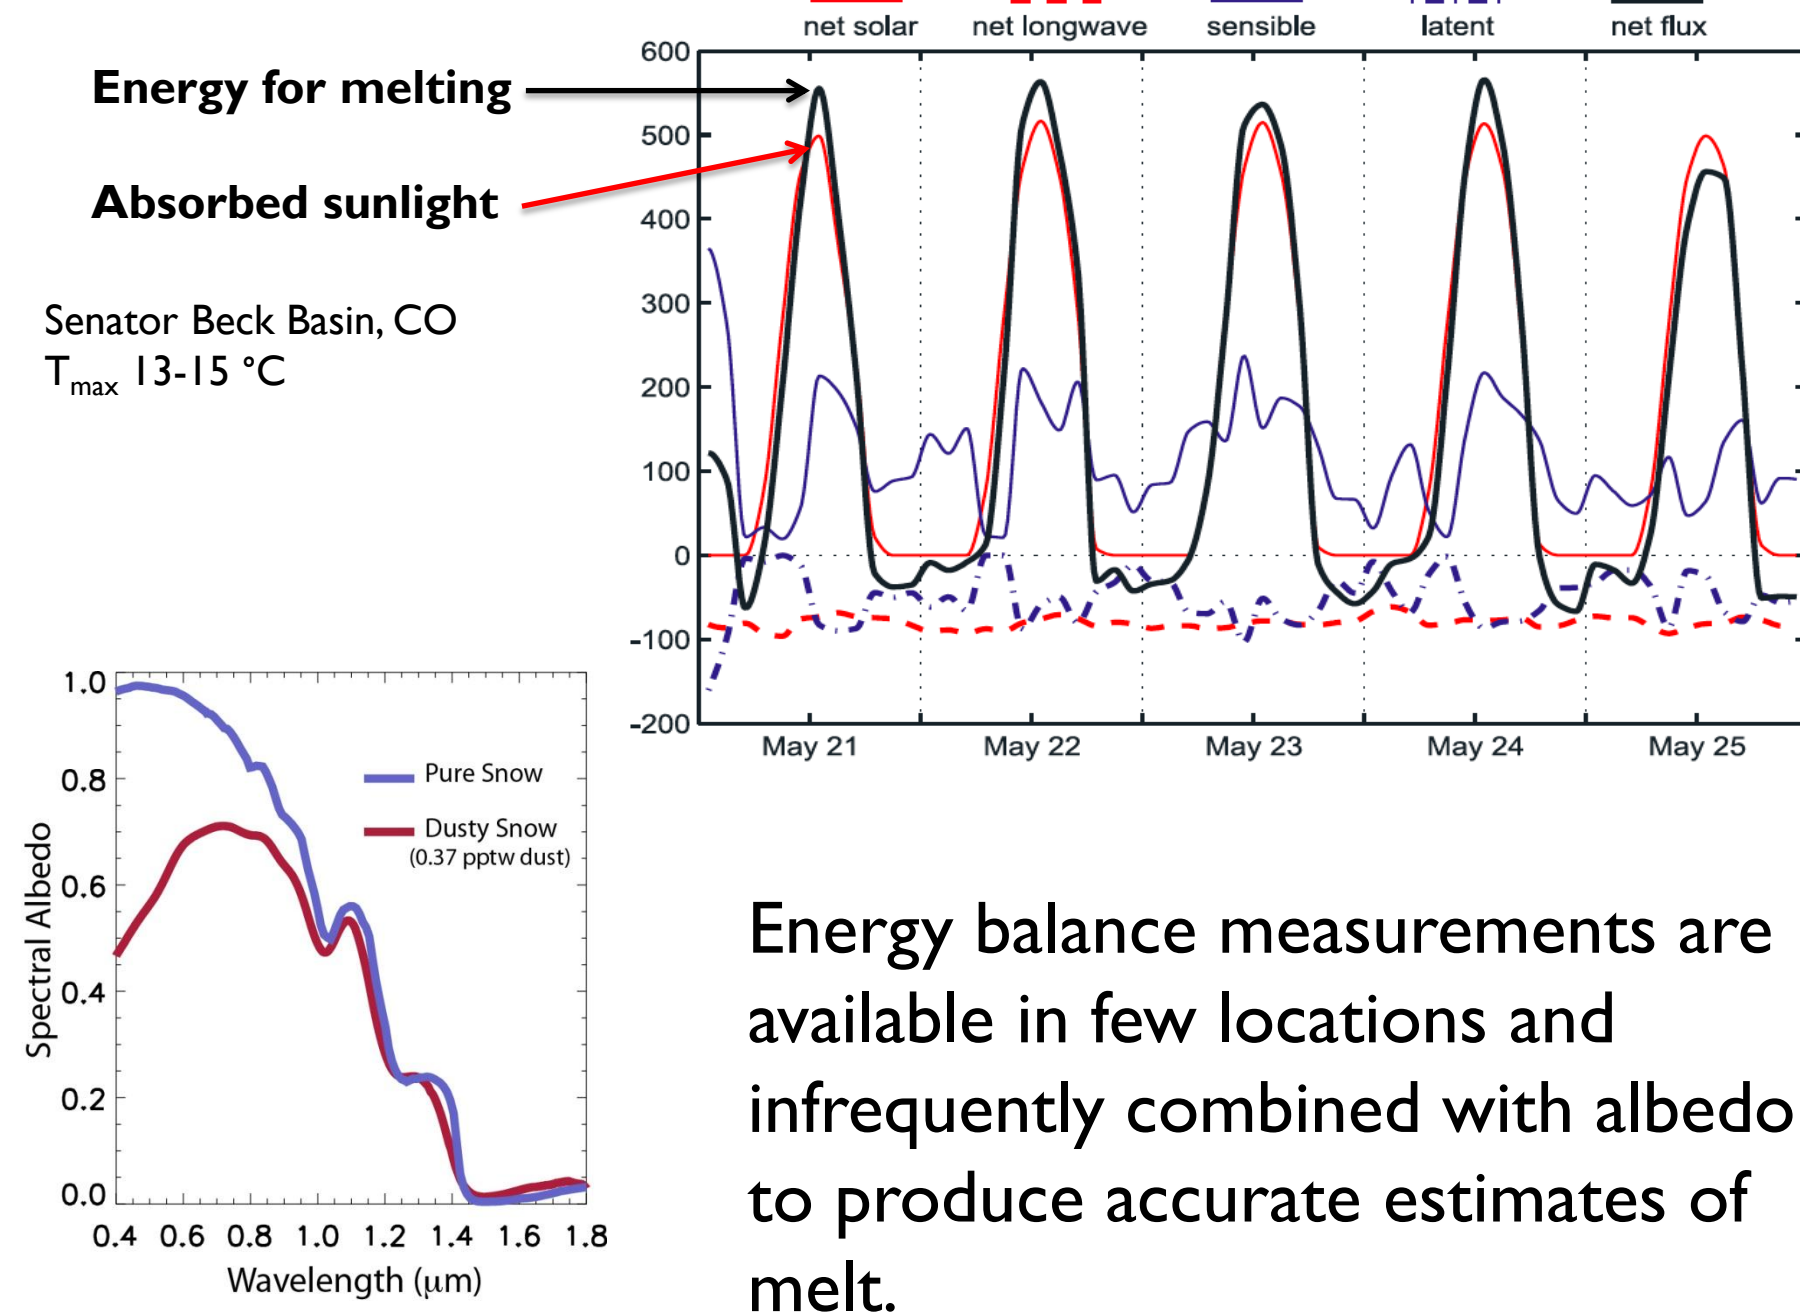 net solar net longwave sensible latent net flux
Energy for melting
Absorbed sunlight
Senator Beck Basin, CO
Tmax 13-15 °C
600
500
400
300
200
100
0
-100
-200
May 21 May 22 May 23 May 24 May 25
1.0
0.8
0.6
0.4
0.2
0.0
Spectral Albedo
Pure Snow
Dusty Snow
(0.37 pptw dust)
0.4 0.6 0.8 1.0 1.2 1.4 1.6 1.8
Wavelength (μm)
Energy balance measurements are
available in few locations and
infrequently combined with albedo
to produce accurate estimates of
melt.